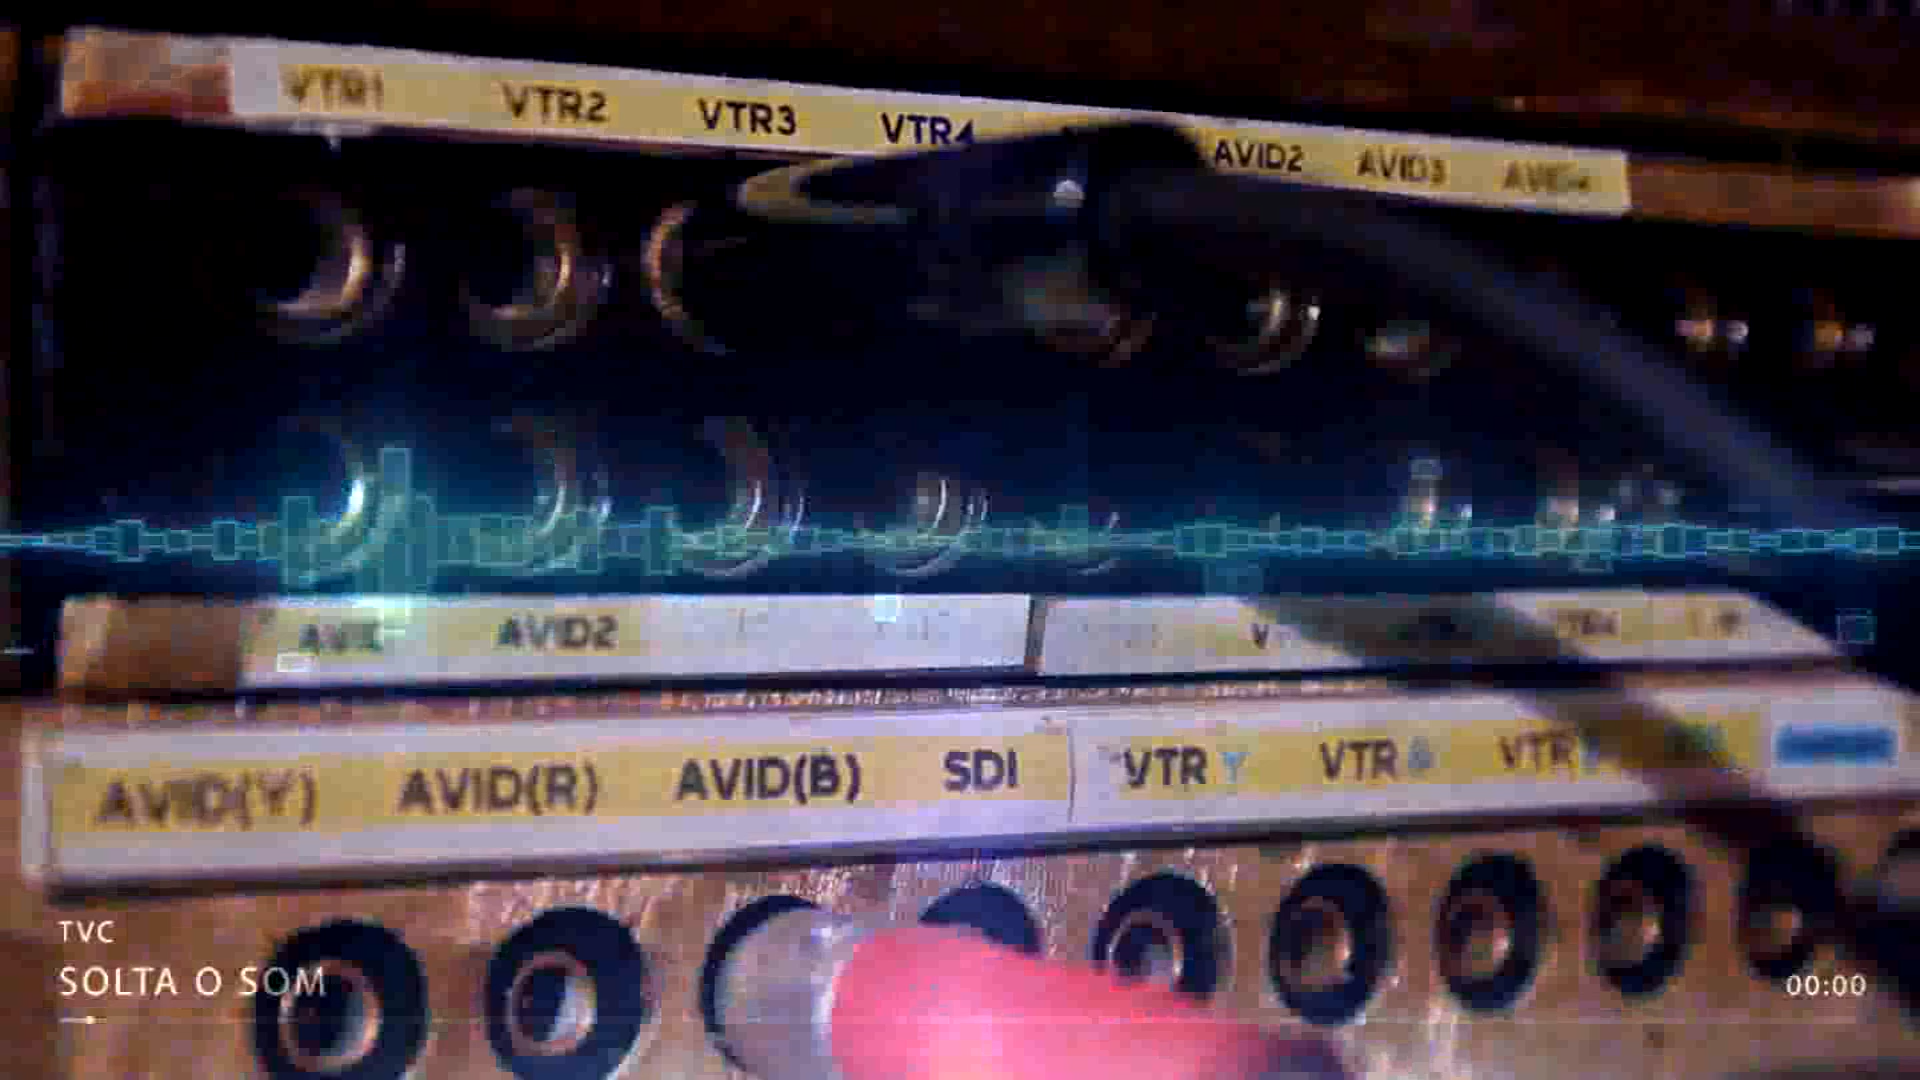 VTR1 VTR2 VTR3 VTR4 AVID2 AVID3
AVID2
AVID(Y) AVID(R) AVID(B) SDI VTR Y VTR VTR
TVC
SOLTA O SOM
00:00